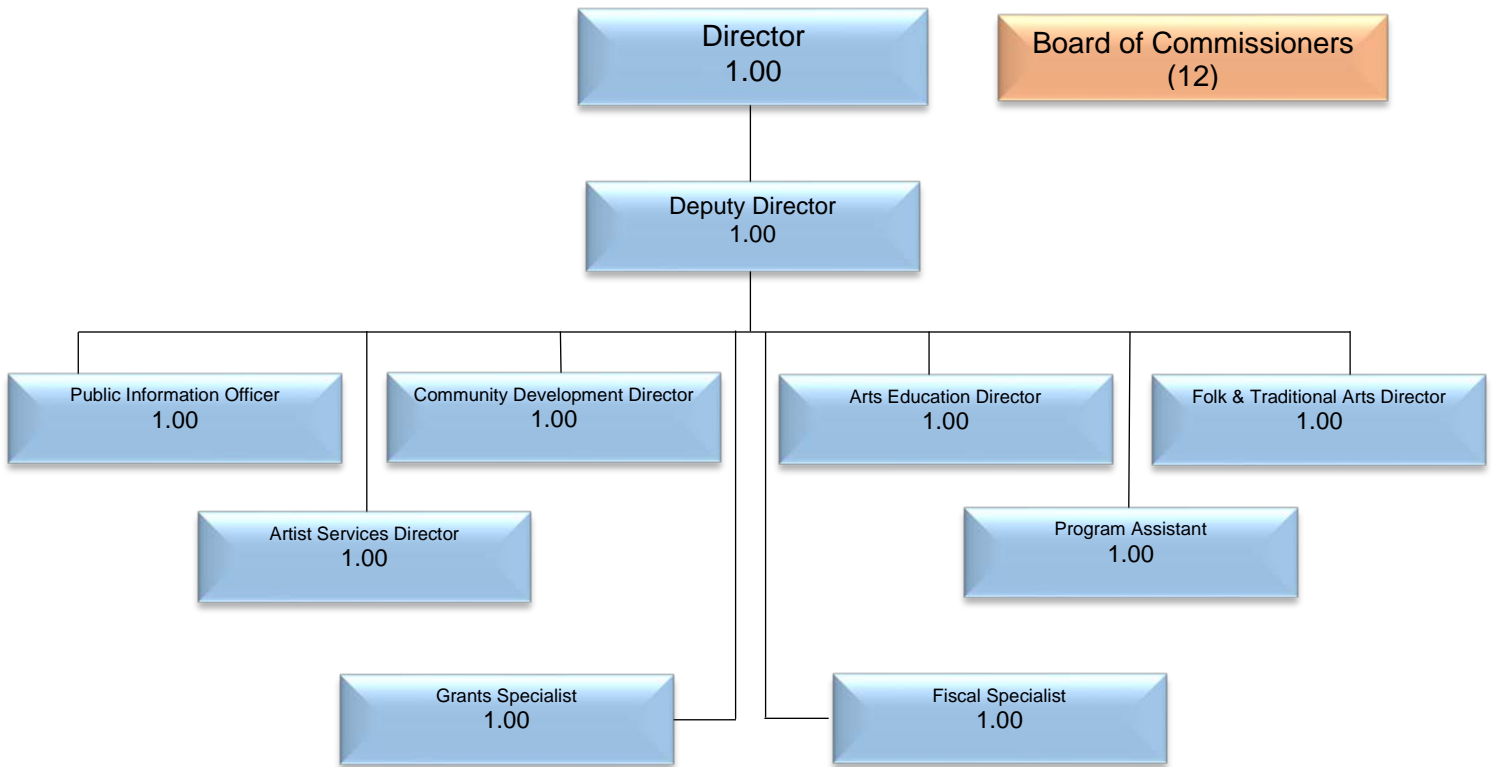 Director
1.00
Board of Commissioners
(12)
Deputy Director
1.00
Public Information Officer
1.00
Community Development Director
1.00
Arts Education Director
1.00
Folk & Traditional Arts Director
1.00
Artist Services Director
1.00
Program Assistant
1.00
Grants Specialist
1.00
Fiscal Specialist
1.00